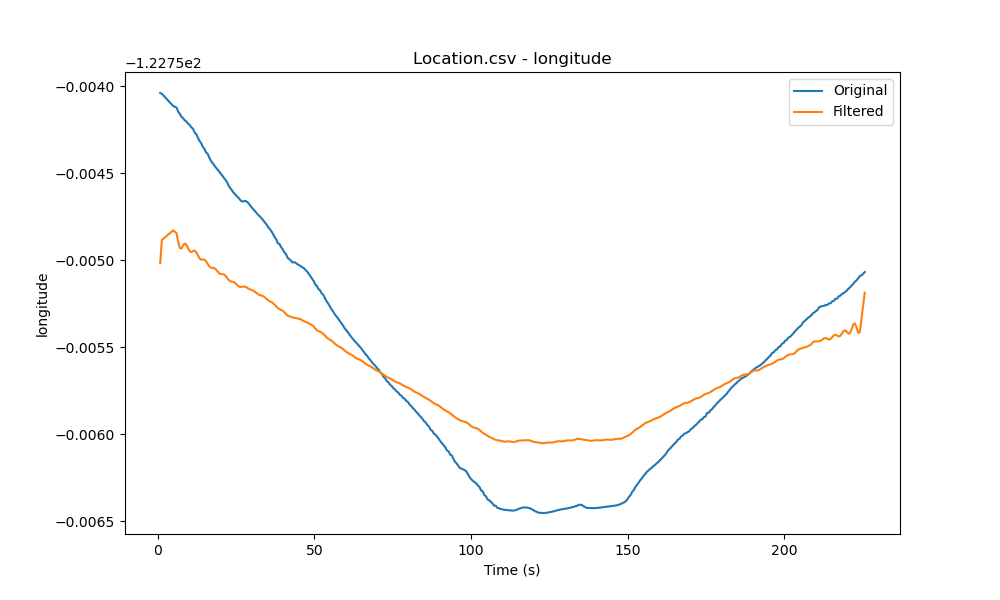 Location.csv - longitude
−1.2275e2
−0.0040
−0.0045
−0.0050
−0.0055
−0.0060
−0.0065
longitude
0
50
100
150
200
Time (s)
Original
Filtered